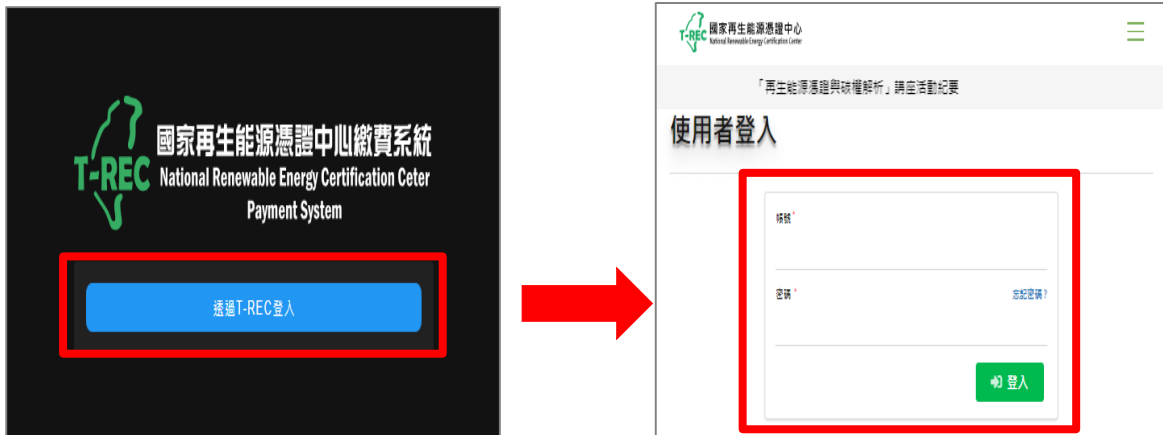 T-REC
國家再生能源憑證中心繳費系統
National Renewable Energy Certification Ceter
Payment System
透過T-REC登入
T-REC
國家再生能源憑證中心
National Renewable Energy Certification Center
「再生能源憑證與碳權解析」講座活動紀要
使用者登入
帳號 *
密碼 *
忘記密碼?
登入